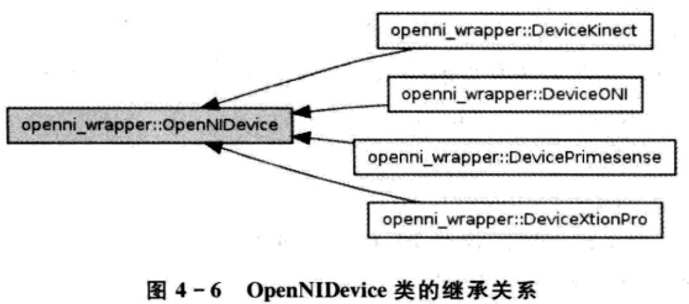 openni_wrapper::DeviceKinect
openni_wrapper::DeviceONI
openni_wrapper::OpenNIDevice
openni_wrapper::DevicePrimesense
openni_wrapper::DeviceXtionPro
图 4-6 OpenNIDevice 类的继承关系